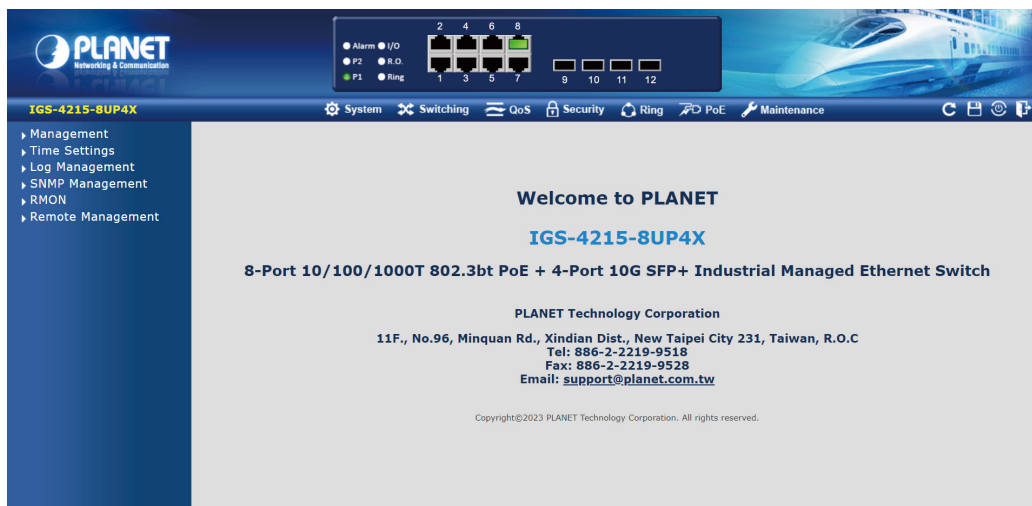 PLANET
Networking & Communication
2 4 6 8
Alarm I/O
P2 R.O.
P1 Ring
1 3 5 7 9 10 11 12
IGS-4215-8UP4X
System Switching QoS Security Ring PoE Maintenance
Management
Time Settings
Log Management
SNMP Management
RMON
Remote Management
Welcome to PLANET
IGS-4215-8UP4X
8-Port 10/100/1000T 802.3bt PoE + 4-Port 10G SFP+ Industrial Managed Ethernet Switch
PLANET Technology Corporation
11F., No.96, Minquan Rd., Xindian Dist., New Taipei City 231, Taiwan, R.O.C
Tel: 886-2-2219-9518
Fax: 886-2-2219-9528
Email: support@planet.com.tw
Copyright©2023 PLANET Technology Corporation. All rights reserved.